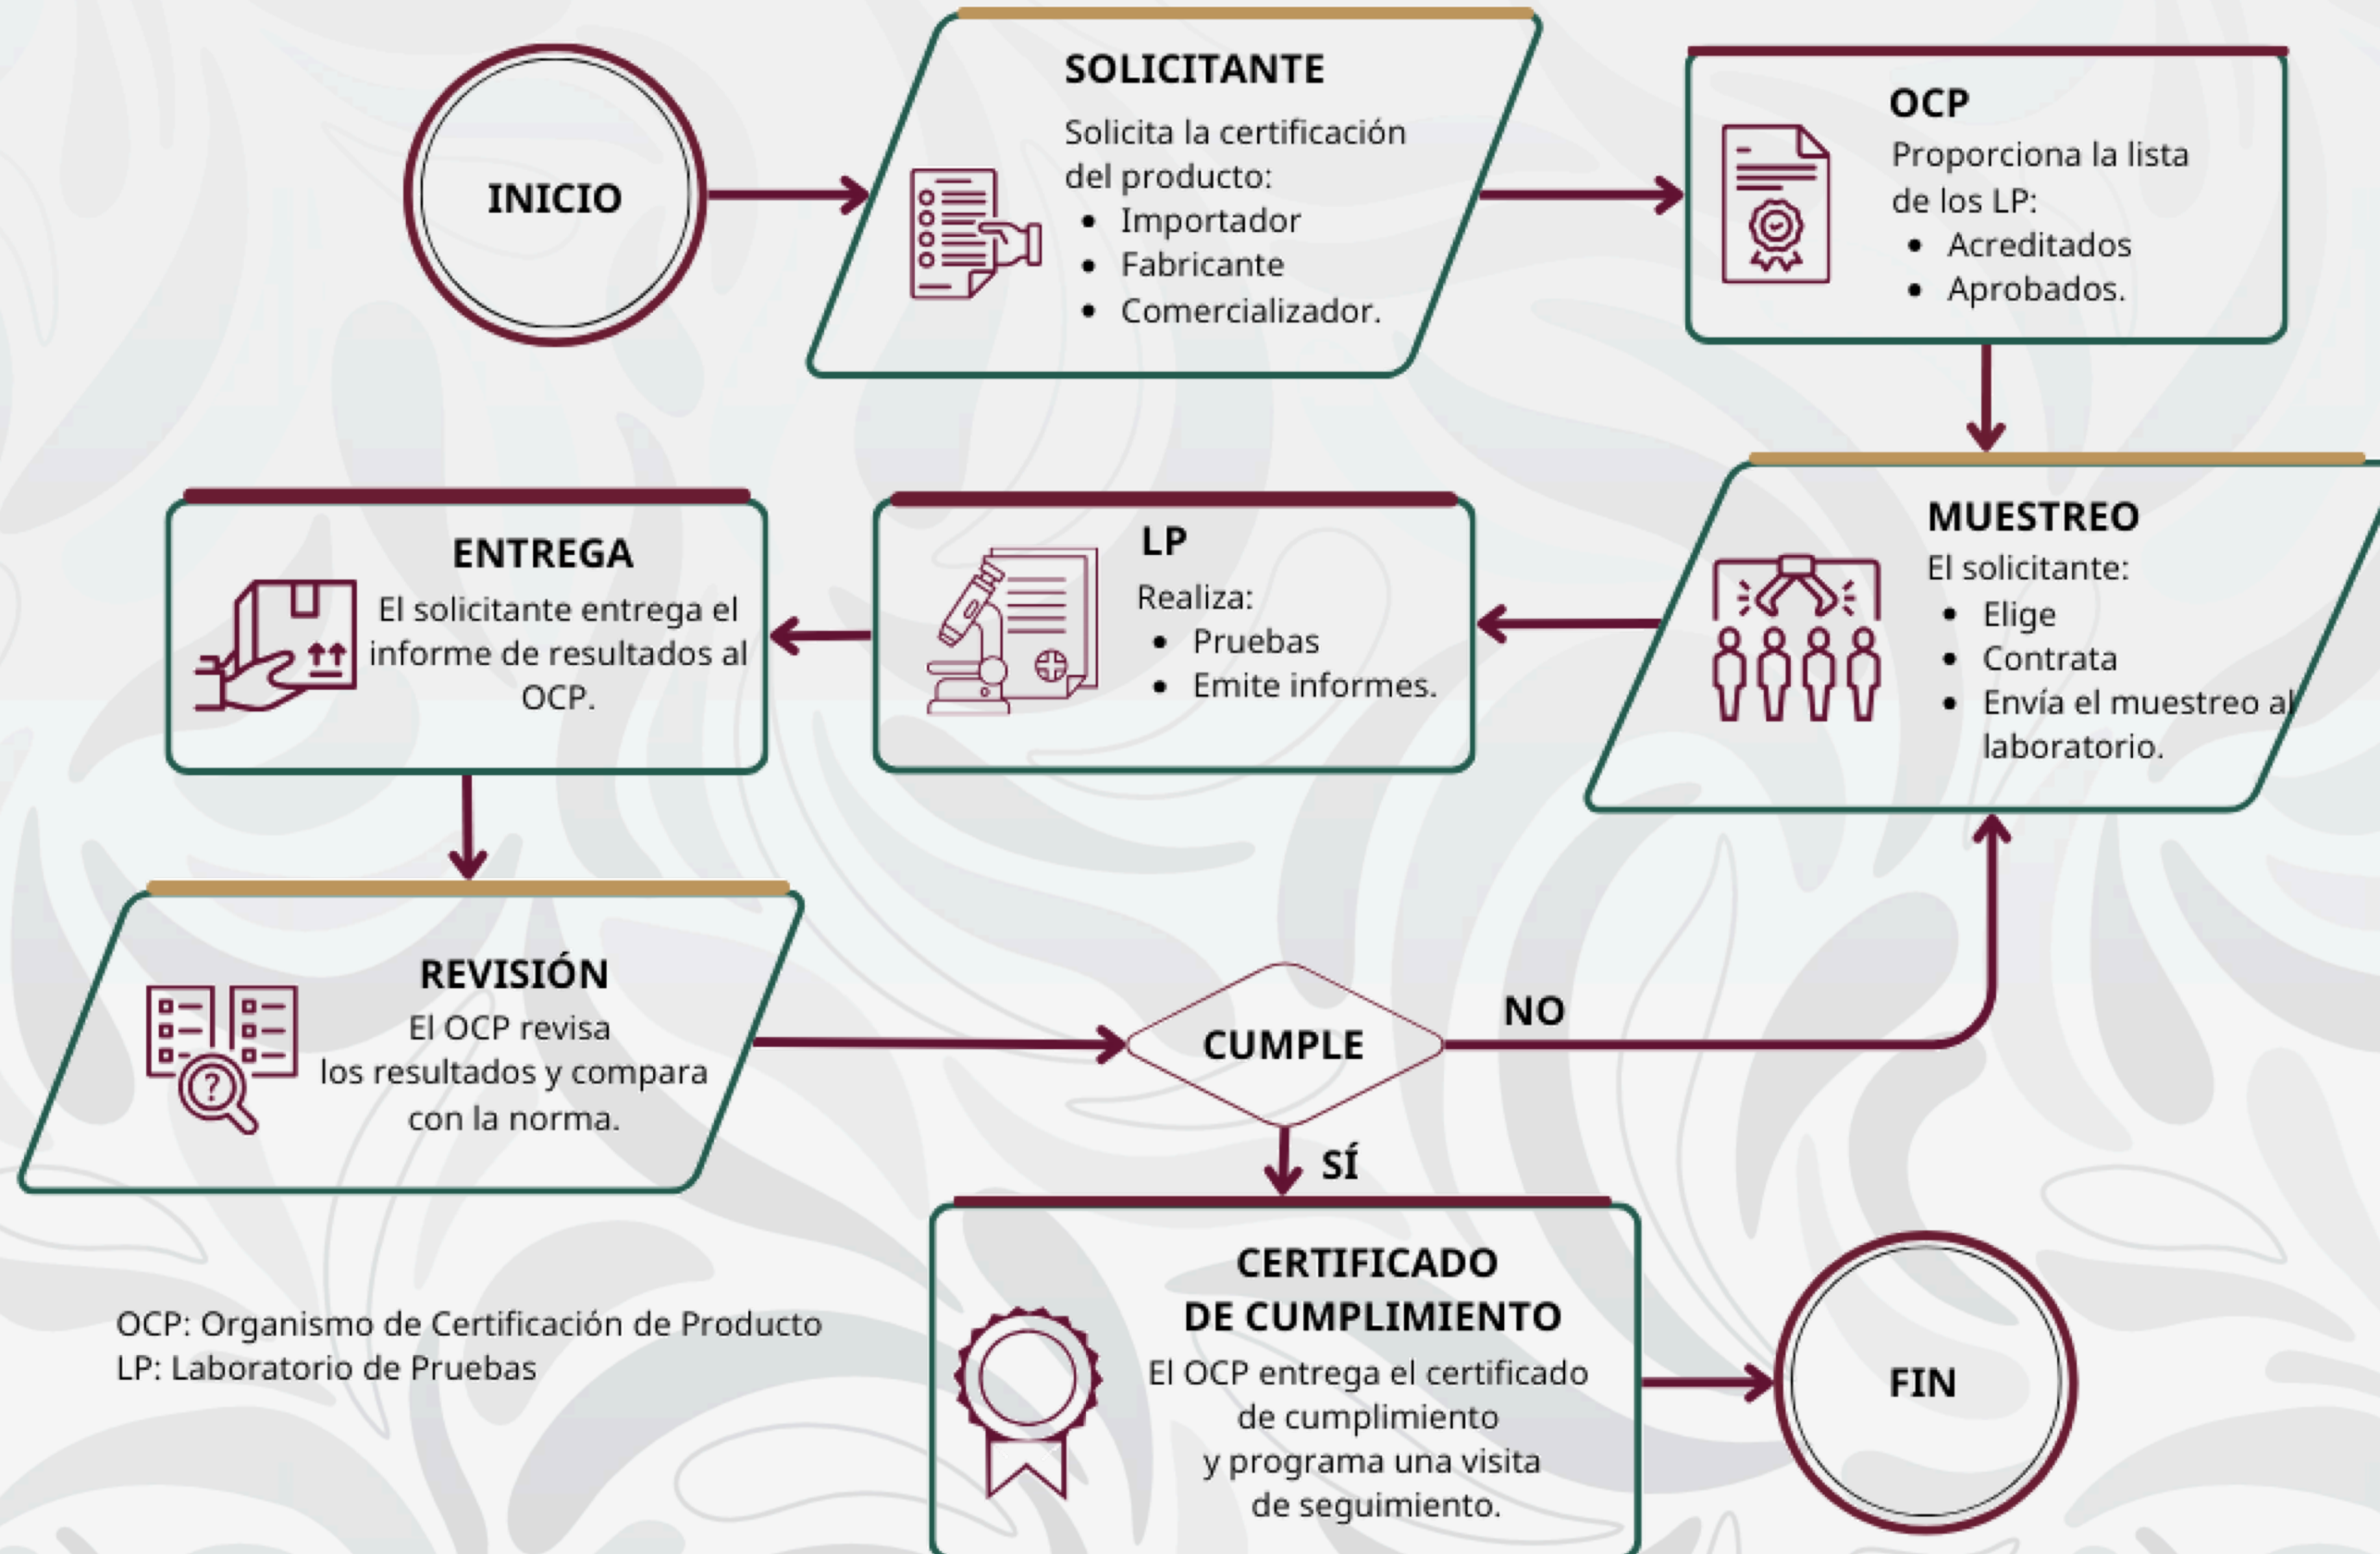 INICIO
SOLICITANTE
Solicita la certificación
del producto:
• Importador
• Fabricante
• Comercializador.
OCP
Proporciona la lista
de los LP:
• Acreditados
• Aprobados.
MUESTREO
El solicitante:
• Elige
• Contrata
• Envía el muestreo al
laboratorio.
LP
Realiza:
• Pruebas
• Emite informes.
ENTREGA
El solicitante entrega el
informe de resultados al
OCP.
REVISIÓN
El OCP revisa
los resultados y compara
con la norma.
CUMPLE
NO
SÍ
CERTIFICADO
DE CUMPLIMIENTO
El OCP entrega el certificado
de cumplimiento
y programa una visita
de seguimiento.
FIN
OCP: Organismo de Certificación de Producto
LP: Laboratorio de Pruebas